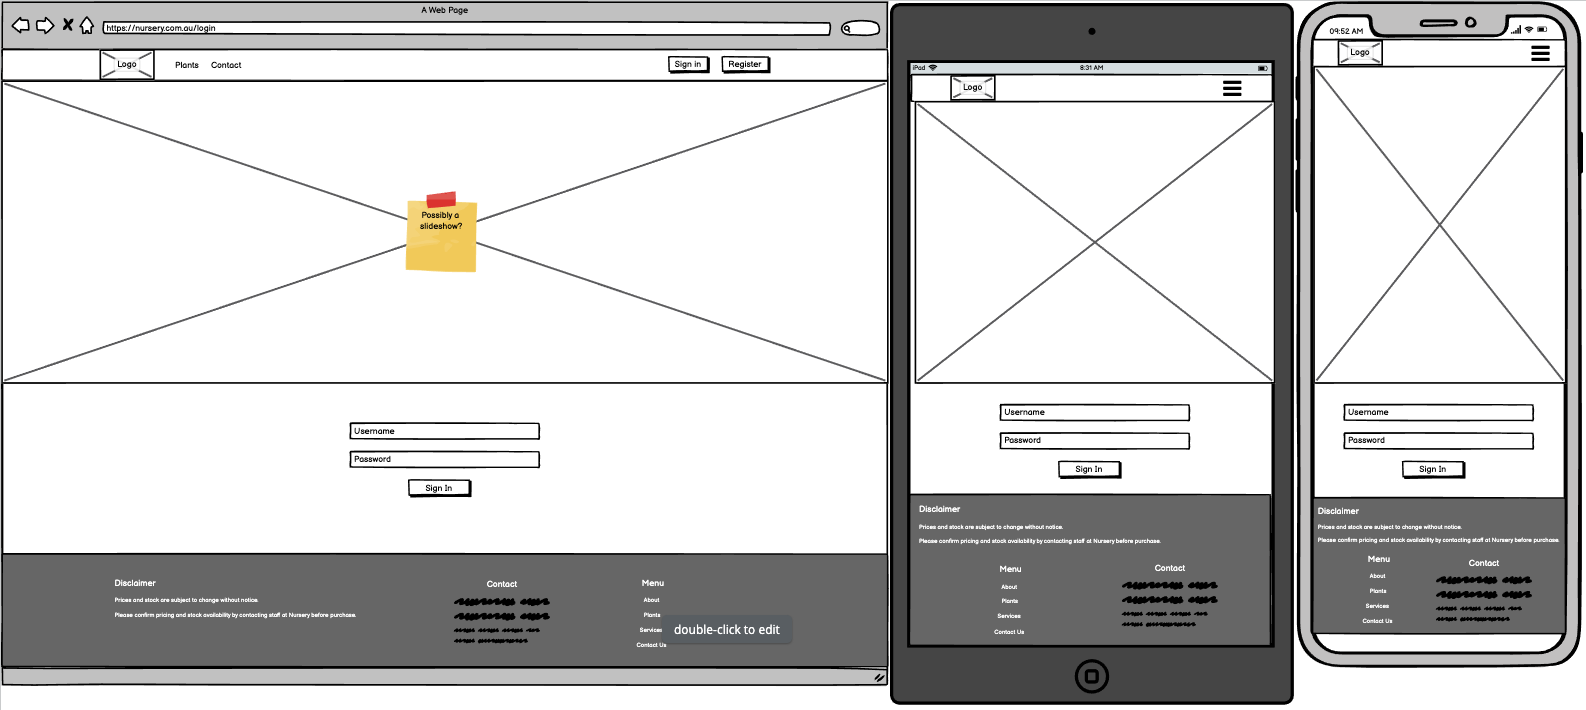 A Web Page
https://nursery.com.au/login
Logo
Plants
Contact
Sign in
Register
Possibly a
slideshow?
Username
Password
Sign In
Disclaimer
Prices and stock are subject to change without notice.
Please confirm pricing and stock availability by contacting staff at Nursery before purchase.
Contact
Menu
About
Plants
Services
Contact Us
double-click to edit
iPad
8:31 AM
Logo
Username
Password
Sign In
Disclaimer
Prices and stock are subject to change without notice.
Please confirm pricing and stock availability by contacting staff at Nursery before purchase.
Menu
About
Plants
Services
Contact Us
Contact
09:52 AM
Logo
Username
Password
Sign In
Disclaimer
Prices and stock are subject to change without notice.
Please confirm pricing and stock availability by contacting staff at Nursery before purchase.
Menu
About
Plants
Services
Contact Us
Contact